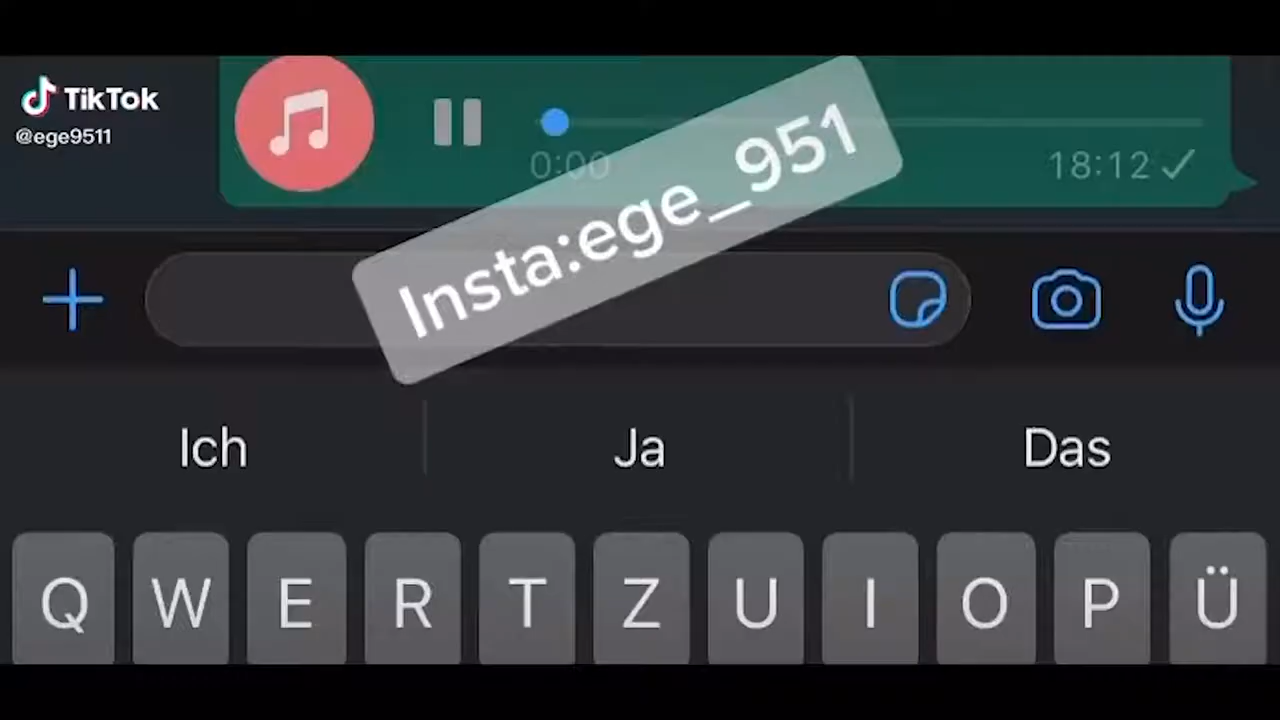 TikTok
@ege9511
0:00
18:12
Insta:ege_951
Ich Ja Das
Q W E R T Z U I O P Ü